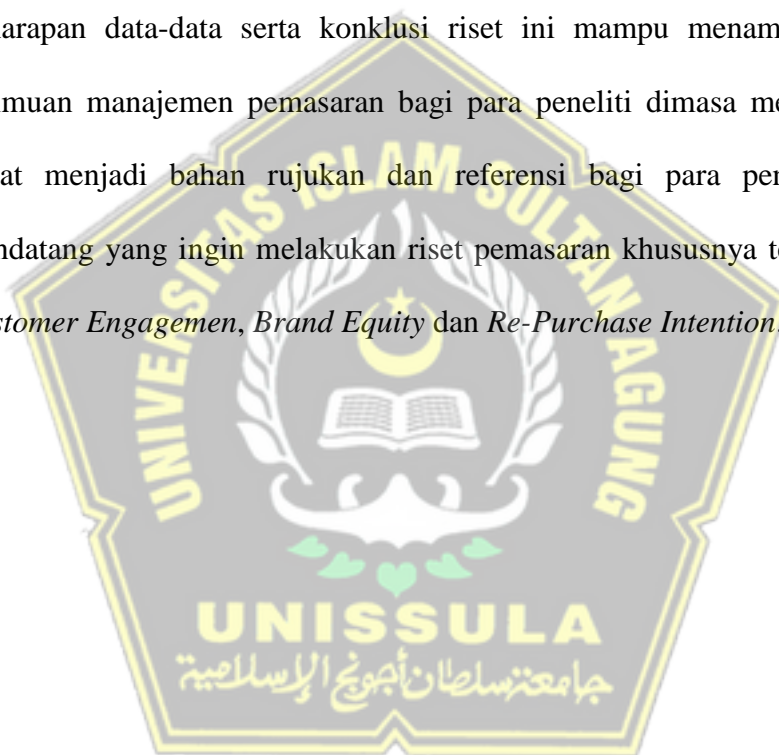 arapan data-data serta konklusi riset ini mampu menam
muan manajemen pemasaran bagi para peneliti dimasa me
at menjadi bahan rujukan dan referensi bagi para pen
ndatang yang ingin melakukan riset pemasaran khususnya te
stomer Engagemen, Brand Equity dan Re-Purchase Intention.
UNIVERSITAS ISLAM SULTAN AGUNG
UNISSULA
جامعة سلطان أجونج الإسلامية